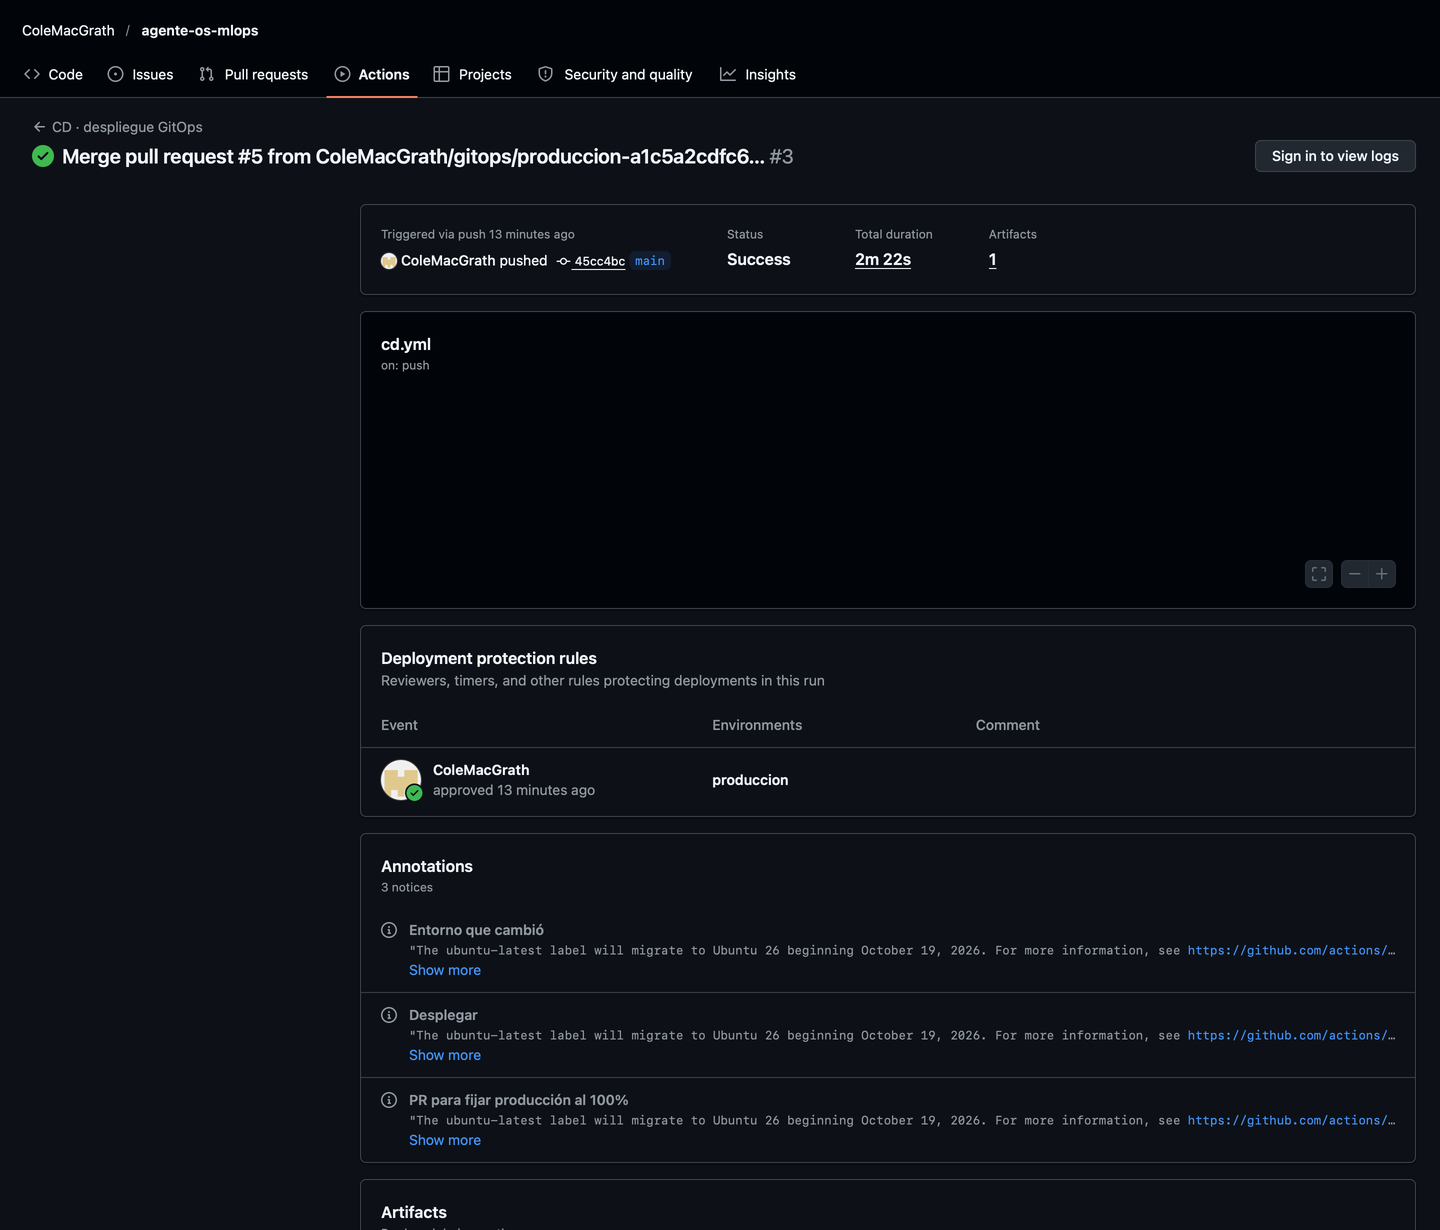 ColeMacGrath / agente-os-mlops
Code Issues Pull requests Actions Projects Security and quality Insights
← CD · despliegue GitOps
Merge pull request #5 from ColeMacGrath/gitops/produccion-a1c5a2cdfc6... #3
Sign in to view logs
Triggered via push 13 minutes ago
ColeMacGrath pushed 45cc4bc main
Status
Success
Total duration
2m 22s
Artifacts
1
cd.yml
on: push
Deployment protection rules
Reviewers, timers, and other rules protecting deployments in this run
Event Environments Comment
ColeMacGrath
approved 13 minutes ago
produccion
Annotations
3 notices
Entorno que cambió
"The ubuntu-latest label will migrate to Ubuntu 26 beginning October 19, 2026. For more information, see https://github.com/actions/…
Show more
Desplegar
"The ubuntu-latest label will migrate to Ubuntu 26 beginning October 19, 2026. For more information, see https://github.com/actions/…
Show more
PR para fijar producción al 100%
"The ubuntu-latest label will migrate to Ubuntu 26 beginning October 19, 2026. For more information, see https://github.com/actions/…
Show more
Artifacts